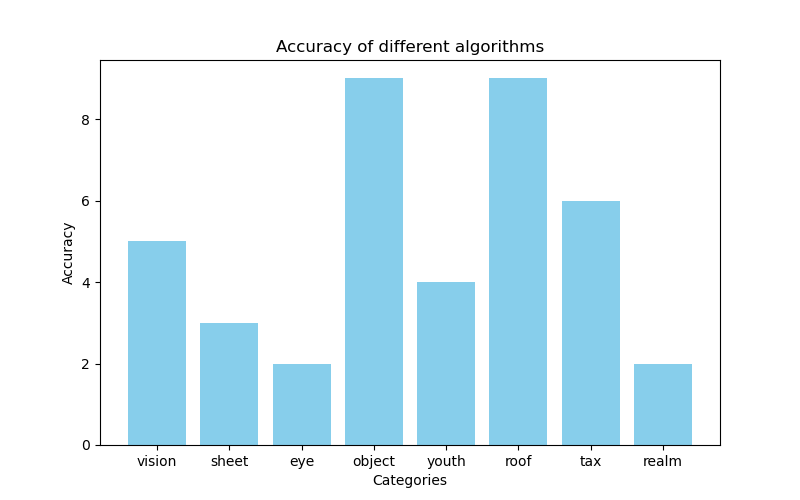 Accuracy of different algorithms
Accuracy
8
6
4
2
0
vision sheet eye object youth roof tax realm
Categories